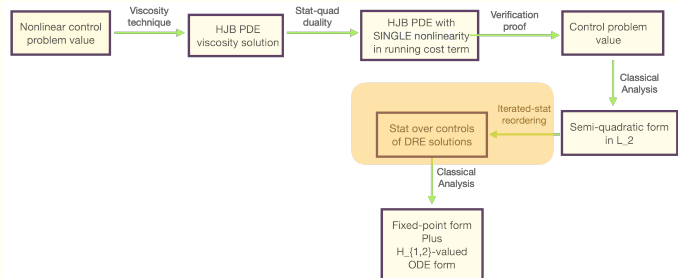 Nonlinear control
problem value
Viscosity
technique
HJB PDE
viscosity solution
Stat-quad
duality
HJB PDE with
SINGLE nonlinearity
in running cost term
Verification
proof
Control problem
value
Classical
Analysis
Semi-quadratic form
in L_2
Iterated-stat
reordering
Stat over controls
of DRE solutions
Classical
Analysis
Fixed-point form
Plus
H_{1,2}-valued
ODE form